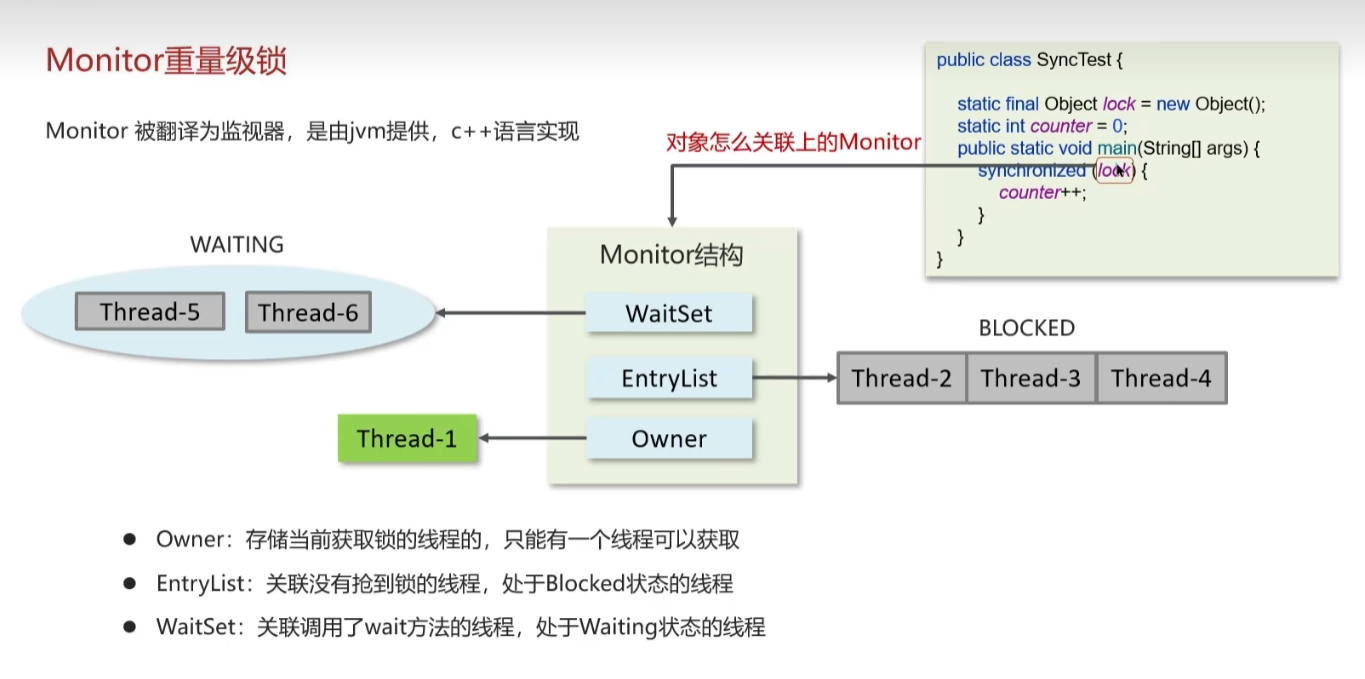 Monitor重量级锁
Monitor 被翻译为监视器，是由jvm提供，c++语言实现
对象怎么关联上的Monitor
public class SyncTest {
static final Object lock = new Object();
static int counter = 0;
public static void main(String[] args) {
synchronized (lock) {
counter++;
}
}
}
WAITING
Thread-5
Thread-6
Monitor结构
WaitSet
EntryList
Owner
BLOCKED
Thread-2
Thread-3
Thread-4
Thread-1
● Owner：存储当前获取锁的线程的，只能有一个线程可以获取
● EntryList：关联没有抢到锁的线程，处于Blocked状态的线程
● WaitSet：关联调用了wait方法的线程，处于Waiting状态的线程